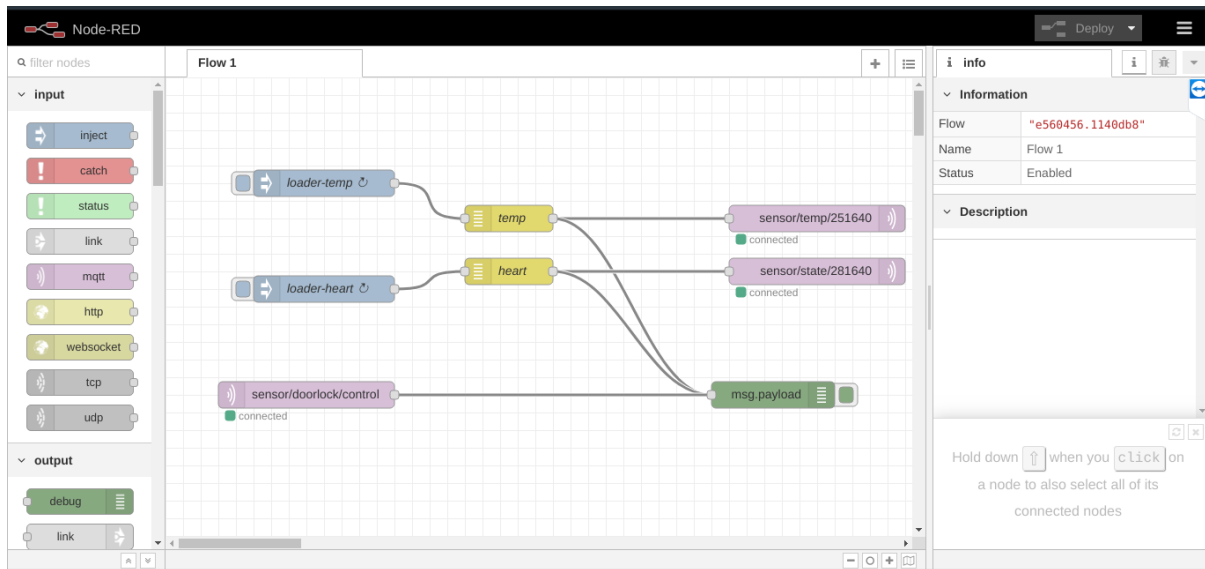 Node-RED
Deploy
filter nodes
Flow 1
i info
i
input
inject
catch
status
link
mqtt
http
websocket
tcp
udp
output
debug
link
loader-temp ↻
temp
sensor/temp/251640
connected
heart
sensor/state/281640
connected
loader-heart ↻
sensor/doorlock/control
connected
msg.payload
Information
Flow "e560456.1140db8"
Name Flow 1
Status Enabled
Description
Hold down ⇧ when you click on
a node to also select all of its
connected nodes